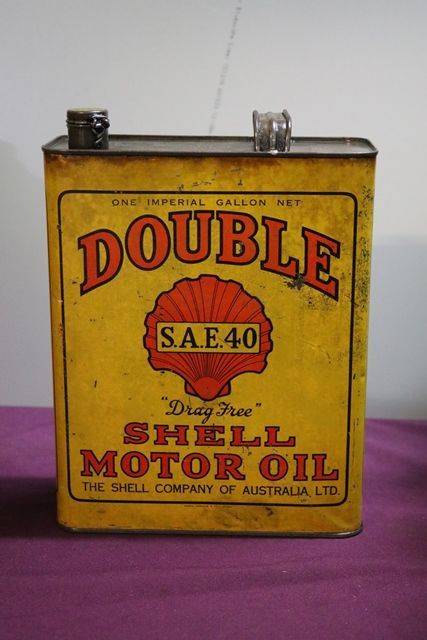 ONE IMPERIAL GALLON NET
DOUBLE
S.A.E. 40
"Drag-Free"
SHELL
MOTOR OIL
THE SHELL COMPANY OF AUSTRALIA, LTD.